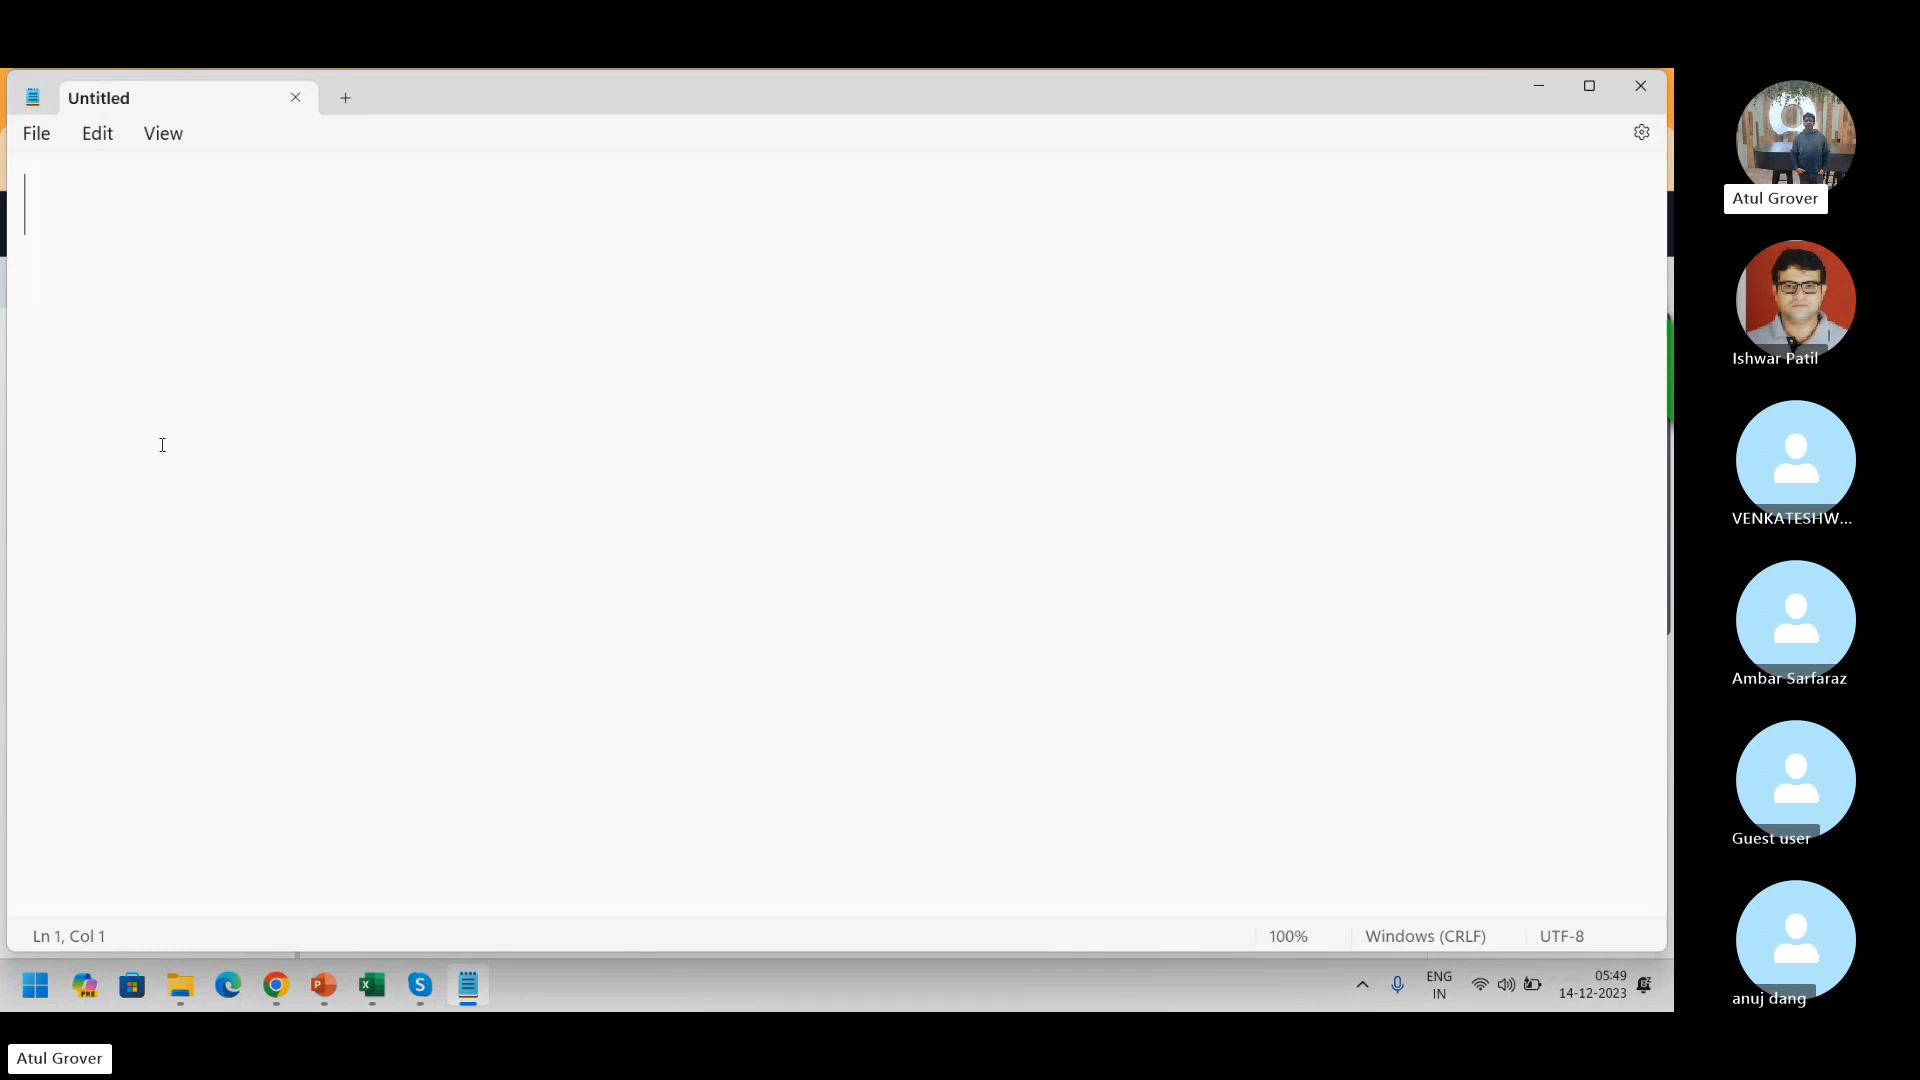 Untitled
File Edit View
Ln 1, Col 1
100%
Windows (CRLF)
UTF-8
PRE
ENG
IN
05:49
14-12-2023
Atul Grover
Ishwar Patil
VENKATESHW...
Ambar Sarfaraz
Guest user
anuj dang
Atul Grover